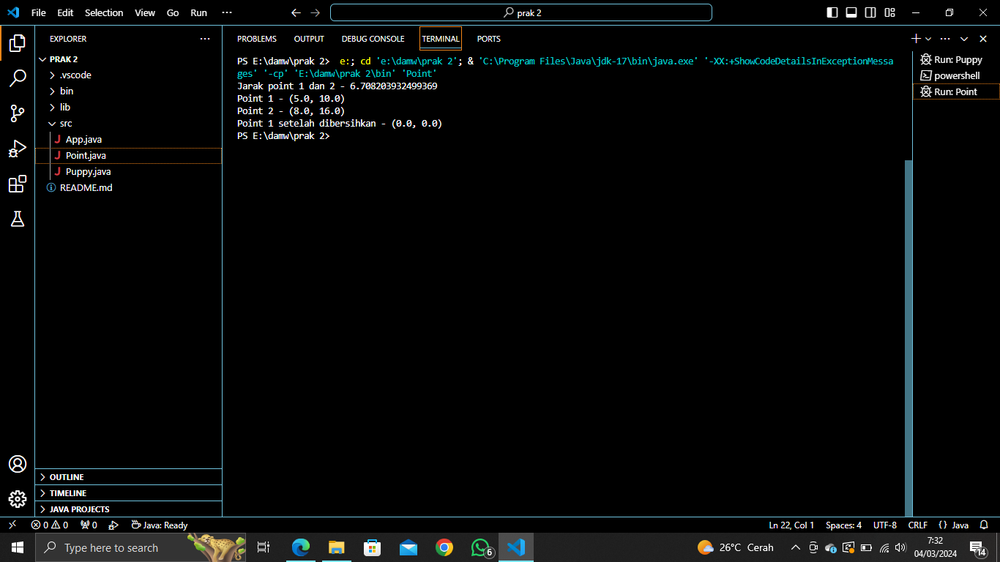 File Edit Selection View Go Run ···
prak 2
EXPLORER ···
PRAK 2
.vscode
bin
lib
src
App.java
Point.java
Puppy.java
README.md
OUTLINE
TIMELINE
JAVA PROJECTS
PROBLEMS OUTPUT DEBUG CONSOLE TERMINAL PORTS
PS E:\damw\prak 2>  e:; cd 'e:\damw\prak 2'; & 'C:\Program Files\Java\jdk-17\bin\java.exe' '-XX:+ShowCodeDetailsInExceptionMessa
ges' '-cp' 'E:\damw\prak 2\bin' 'Point'
Jarak point 1 dan 2 - 6.708203932499369
Point 1 - (5.0, 10.0)
Point 2 - (8.0, 16.0)
Point 1 setelah dibersihkan - (0.0, 0.0)
PS E:\damw\prak 2>
Run: Puppy
powershell
Run: Point
0 0 0 Java: Ready Ln 22, Col 1 Spaces: 4 UTF-8 CRLF {} Java
Type here to search 6 26°C Cerah 7:32
04/03/2024 14